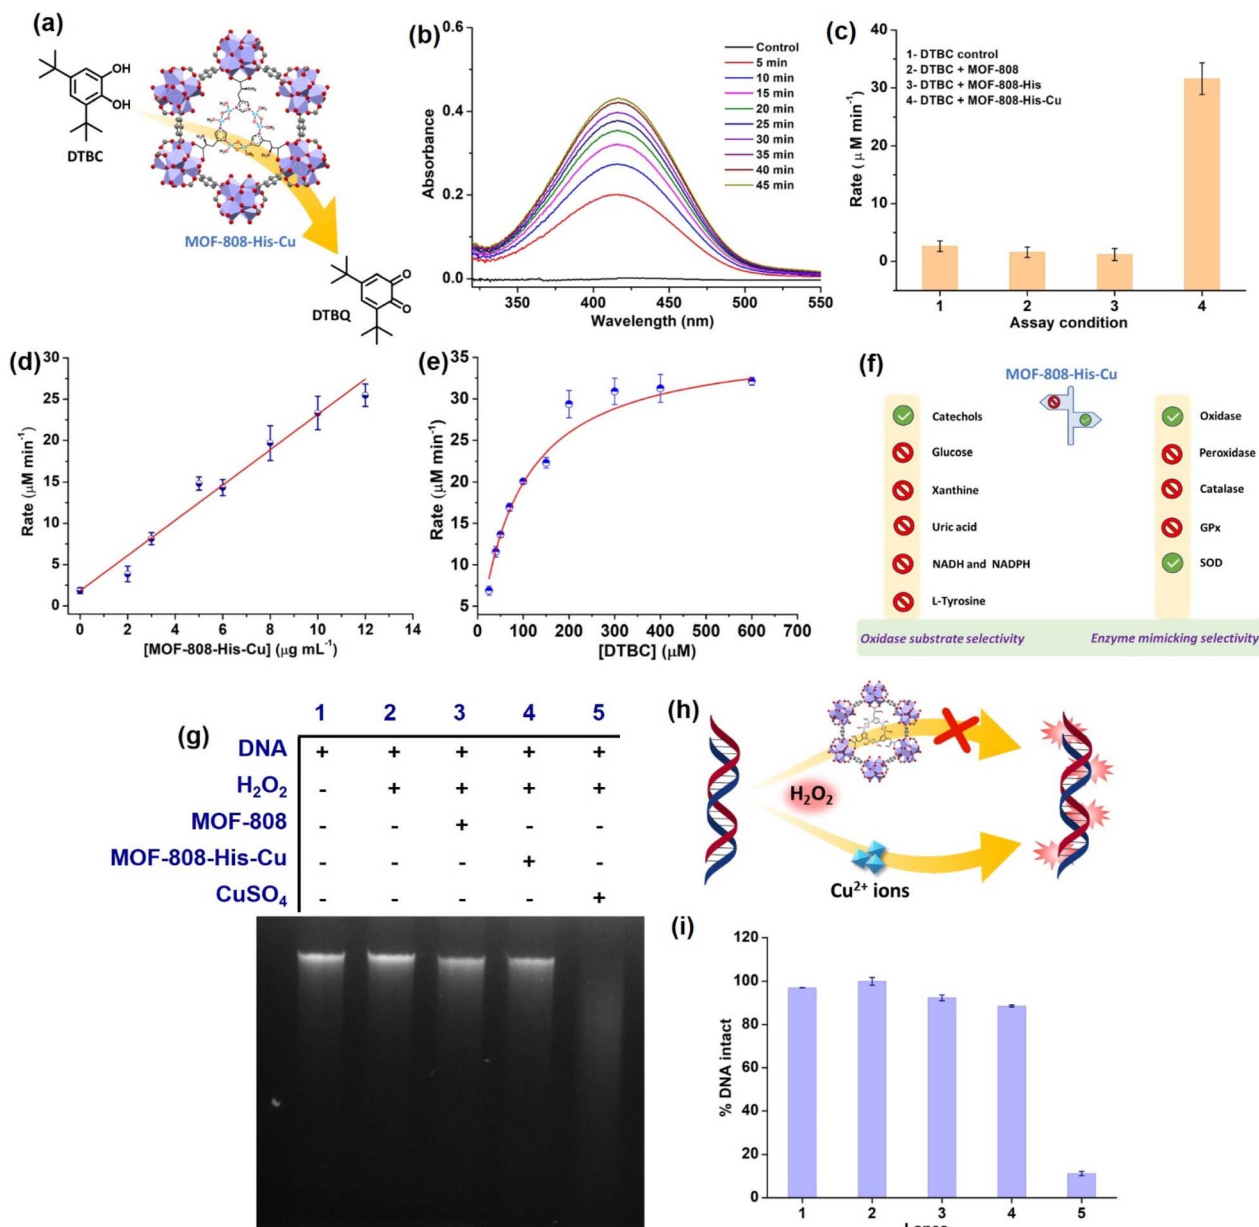 (a)
OH
OH
DTBC
MOF-808-His-Cu
DTBQ
O
O
(b)
Absorbance
0.6
0.4
0.2
0.0
350
400
450
500
550
Wavelength (nm)
Control
5 min
10 min
15 min
20 min
25 min
30 min
35 min
40 min
45 min
(c)
1- DTBC control
2- DTBC + MOF-808
3- DTBC + MOF-808-His
4- DTBC + MOF-808-His-Cu
Rate (μ M min⁻¹)
40
30
20
10
0
1
2
3
4
Assay condition
(d)
Rate (μM min⁻¹)
30
25
20
15
10
5
0
0
2
4
6
8
10
12
14
[MOF-808-His-Cu] (μg mL⁻¹)
(e)
Rate (μM min⁻¹)
35
30
25
20
15
10
5
0
100
200
300
400
500
600
700
[DTBC] (μM)
(f)
MOF-808-His-Cu
Catechols
Glucose
Xanthine
Uric acid
NADH and NADPH
L-Tyrosine
Oxidase
Peroxidase
Catalase
GPx
SOD
Oxidase substrate selectivity
Enzyme mimicking selectivity
(g)
1 2 3 4 5
DNA + + + + +
H₂O₂ - + + + +
MOF-808 - - + - -
MOF-808-His-Cu - - - + -
CuSO₄ - - - - +
(h)
H₂O₂
Cu²⁺ ions
(i)
% DNA intact
120
100
80
60
40
20
0
1
2
3
4
5